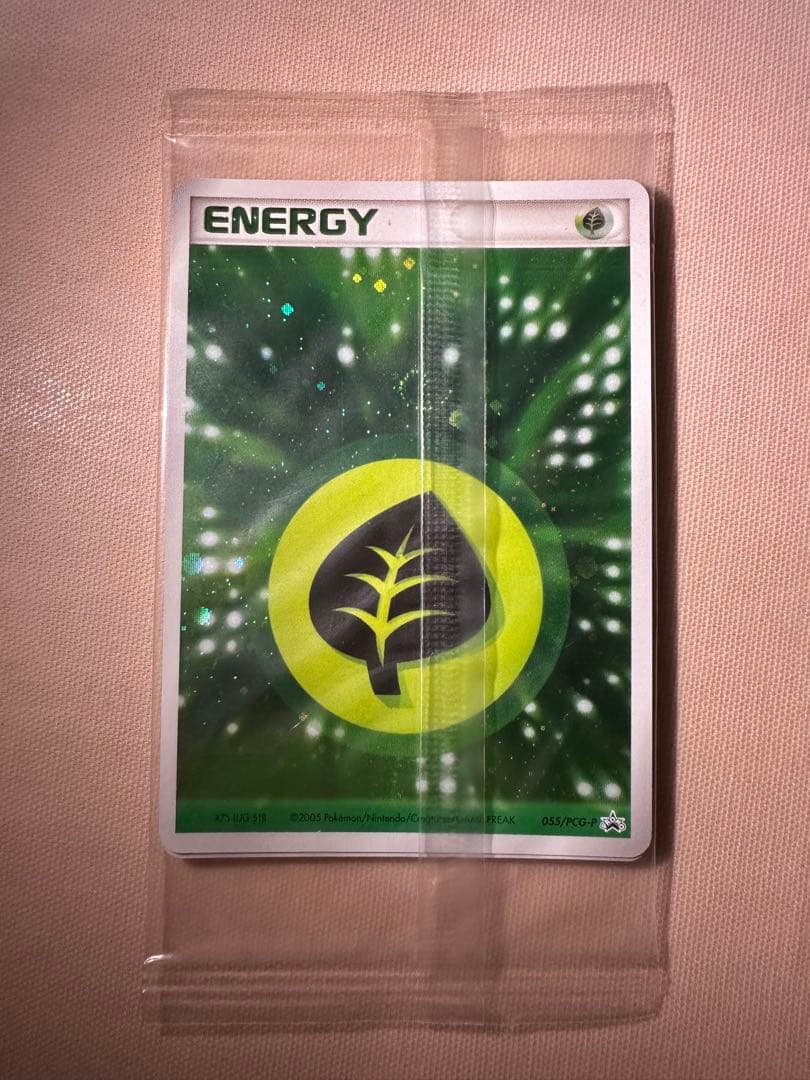 ENERGY
©2005 Pokémon/Nintendo/ FREAK 055/PCG-P